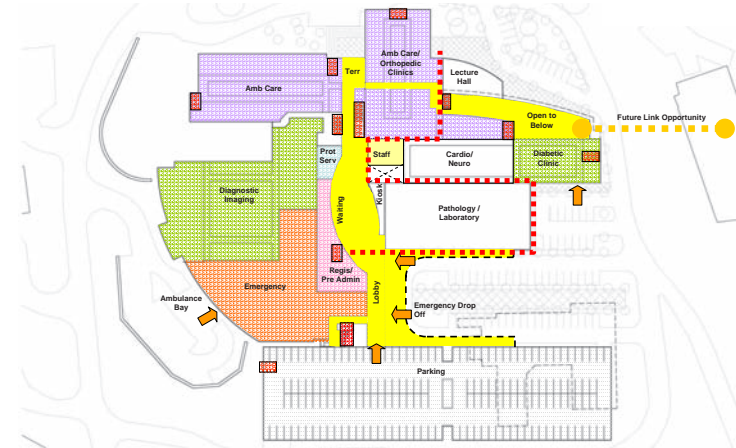 Amb Care/
Orthopedic
Clinics
Terr
Lecture
Hall
Amb Care
Open to
Below
Future Link Opportunity
Prot
Serv
Staff
Cardio/
Neuro
Diabetic
Clinic
Diagnostic
Imaging
Kiosk
Waiting
Pathology /
Laboratory
Regis/
Pre Admin
Emergency
Lobby
Ambulance
Bay
Emergency Drop
Off
Parking